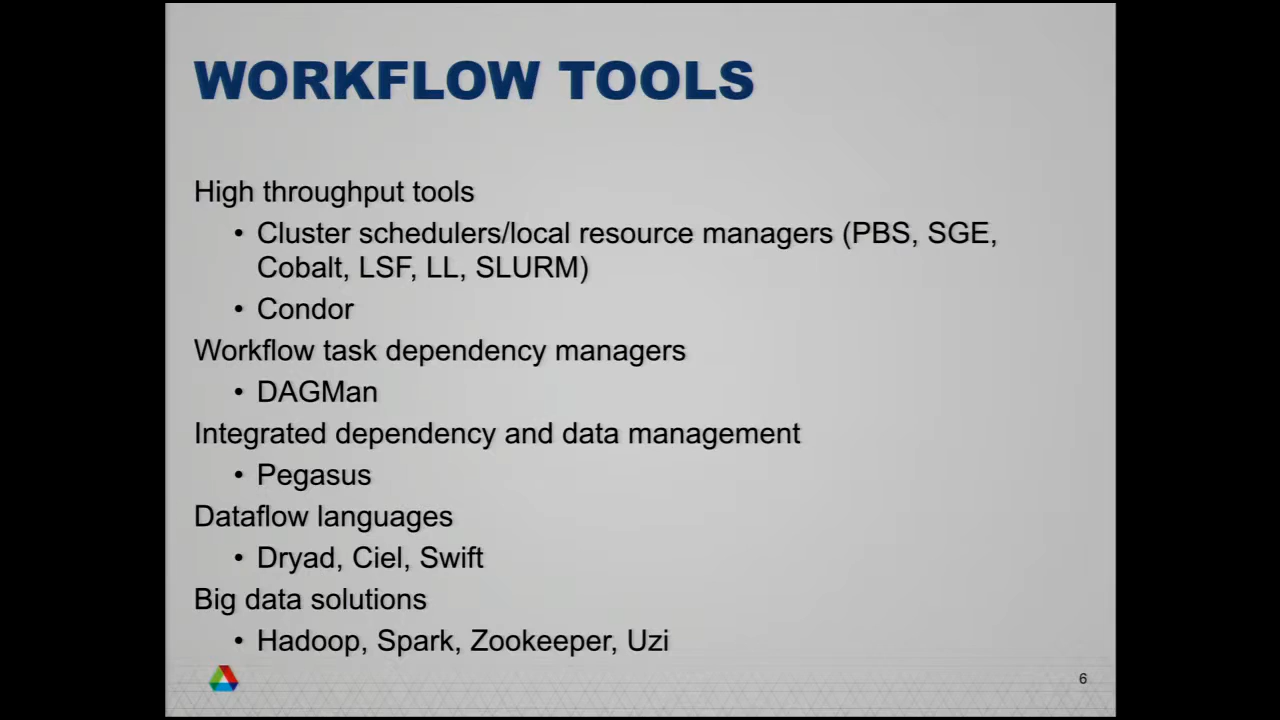 WORKFLOW TOOLS
High throughput tools
• Cluster schedulers/local resource managers (PBS, SGE,
Cobalt, LSF, LL, SLURM)
• Condor
Workflow task dependency managers
• DAGMan
Integrated dependency and data management
• Pegasus
Dataflow languages
• Dryad, Ciel, Swift
Big data solutions
• Hadoop, Spark, Zookeeper, Uzi
6